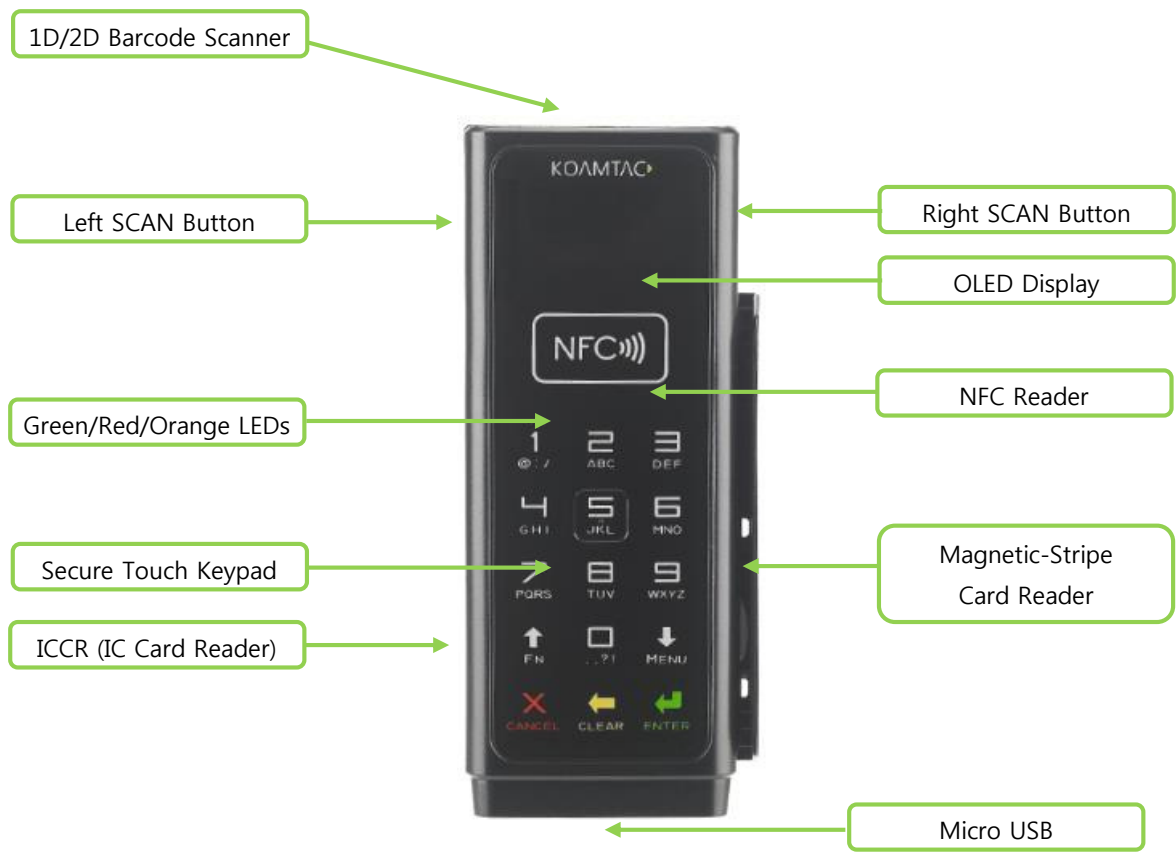 1D/2D Barcode Scanner
KOAMTAC
Left SCAN Button
Right SCAN Button
OLED Display
NFC
NFC Reader
Green/Red/Orange LEDs
1 2 3
@:/ ABC DEF
4 5 6
GHI JKL MNO
Secure Touch Keypad
Magnetic-Stripe
Card Reader
7 8 9
PQRS TUV WXYZ
ICCR (IC Card Reader)
0
FN ..?! MENU
CANCEL CLEAR ENTER
Micro USB